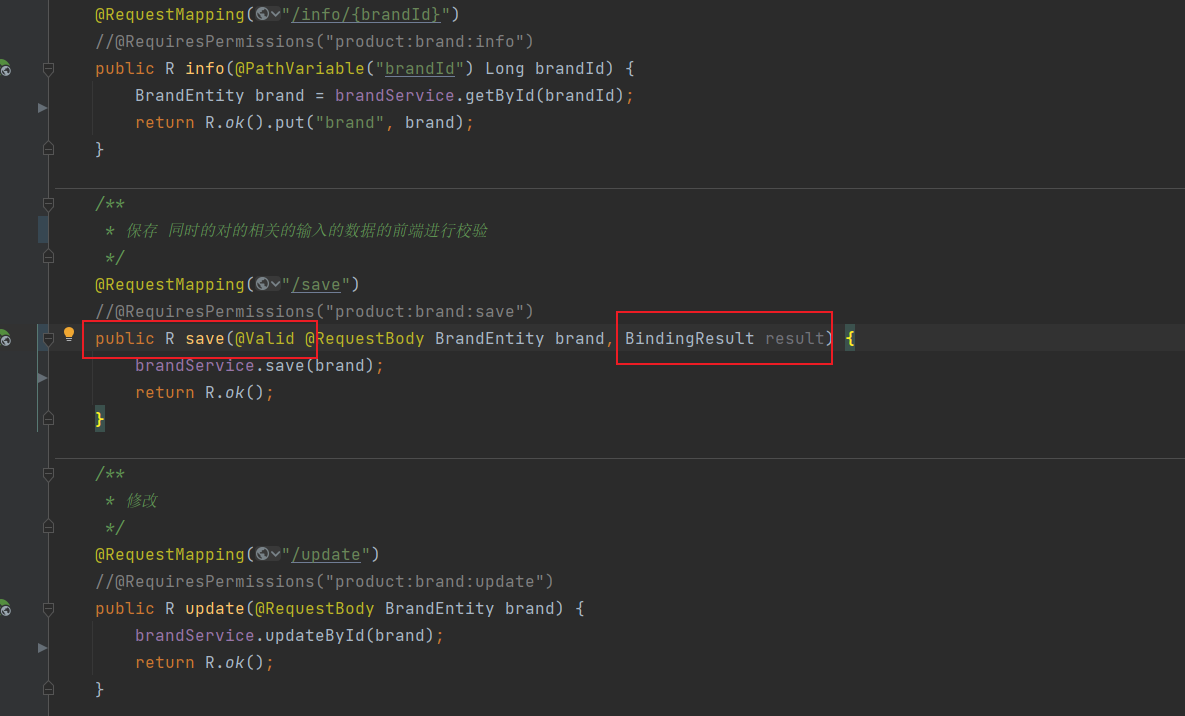 @RequestMapping("/info/{brandId}")
//@RequiresPermissions("product:brand:info")
public R info(@PathVariable("brandId") Long brandId) {
BrandEntity brand = brandService.getById(brandId);
return R.ok().put("brand", brand);
}
/**
* 保存 同时的对的相关的输入的数据的前端进行校验
*/
@RequestMapping("/save")
//@RequiresPermissions("product:brand:save")
public R save(@Valid @RequestBody BrandEntity brand, BindingResult result) {
brandService.save(brand);
return R.ok();
}
/**
* 修改
*/
@RequestMapping("/update")
//@RequiresPermissions("product:brand:update")
public R update(@RequestBody BrandEntity brand) {
brandService.updateById(brand);
return R.ok();
}